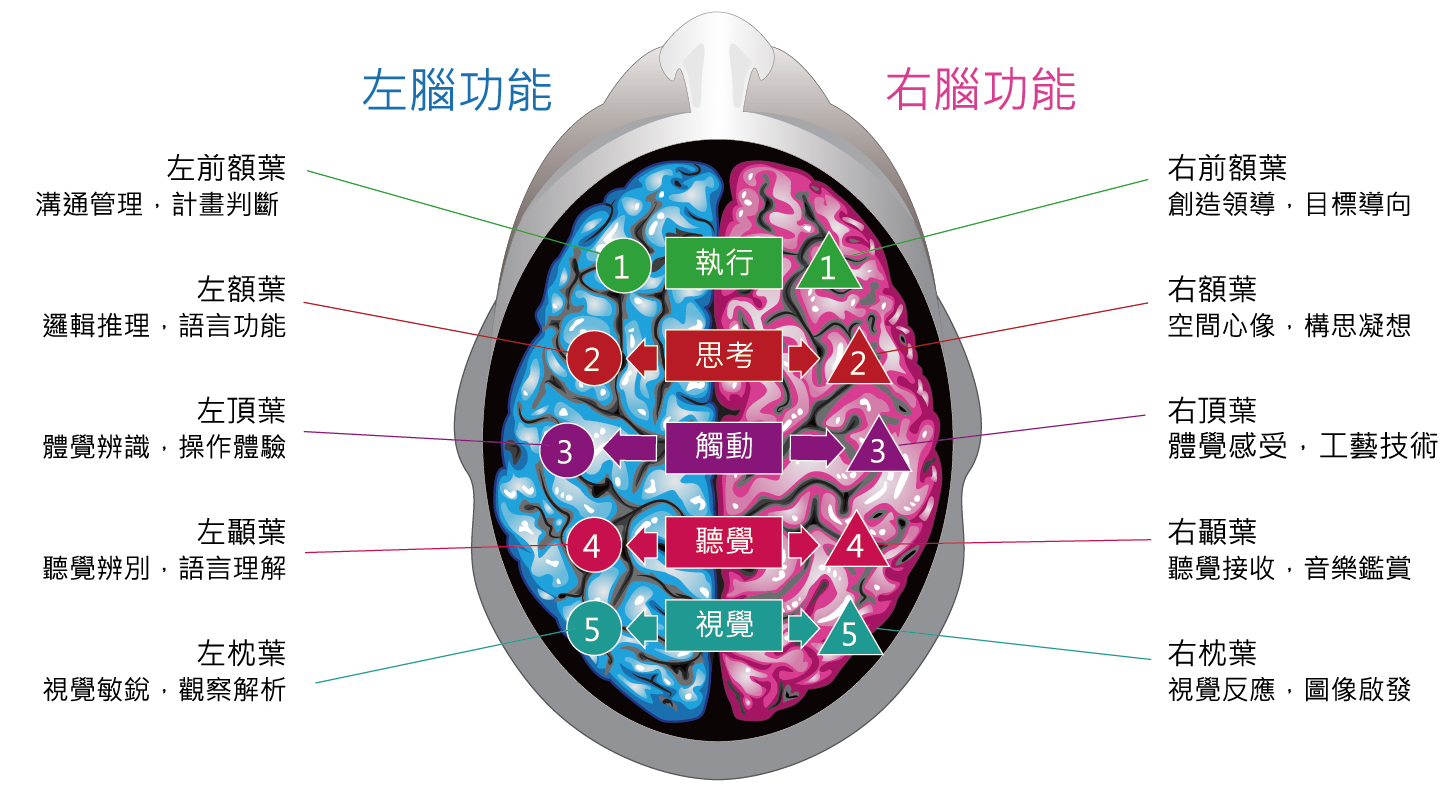 左腦功能
右腦功能
左前額葉
溝通管理，計畫判斷
左額葉
邏輯推理，語言功能
左頂葉
體覺辨識，操作體驗
左顳葉
聽覺辨別，語言理解
左枕葉
視覺敏銳，觀察解析
1 執行 1
2 思考 2
3 觸動 3
4 聽覺 4
5 視覺 5
右前額葉
創造領導，目標導向
右額葉
空間心像，構思凝想
右頂葉
體覺感受，工藝技術
右顳葉
聽覺接收，音樂鑑賞
右枕葉
視覺反應，圖像啟發